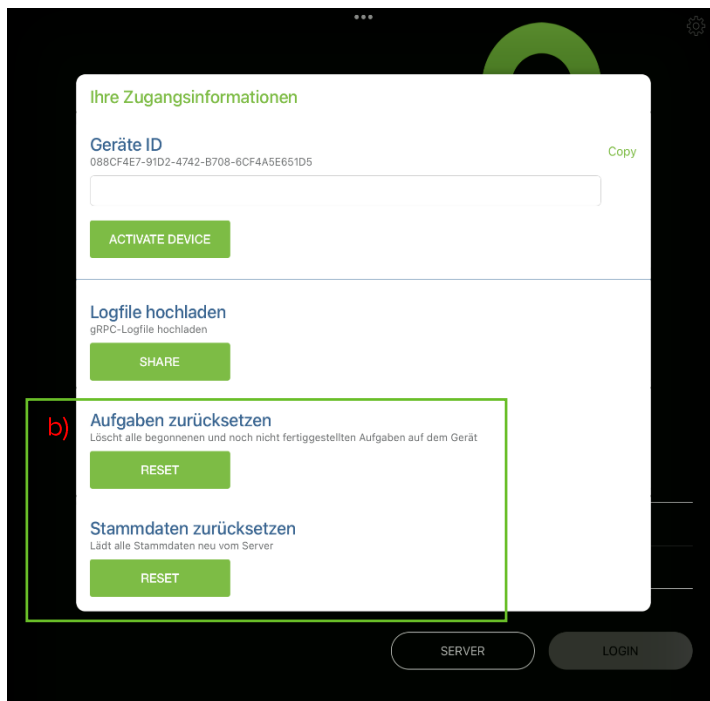 Ihre Zugangsinformationen
Geräte ID
088CF4E7-91D2-4742-B708-6CF4A5E651D5
Copy
ACTIVATE DEVICE
Logfile hochladen
gRPC-Logfile hochladen
SHARE
b)
Aufgaben zurücksetzen
Löscht alle begonnenen und noch nicht fertiggestellten Aufgaben auf dem Gerät
RESET
Stammdaten zurücksetzen
Lädt alle Stammdaten neu vom Server
RESET
SERVER
LOGIN